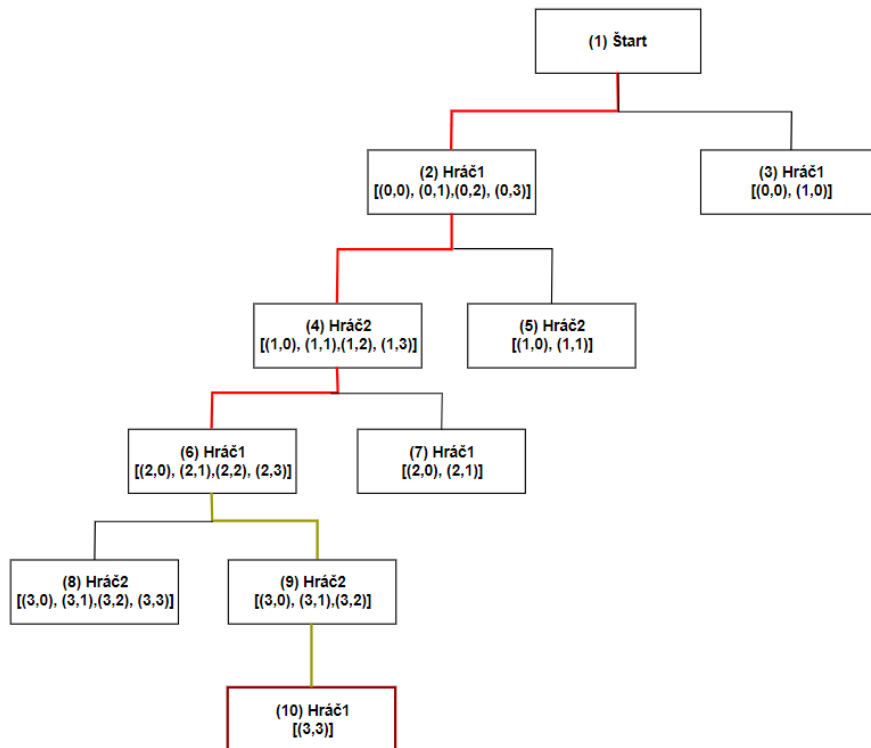 (1) Štart
(2) Hráč1
[(0,0), (0,1),(0,2), (0,3)]
(3) Hráč1
[(0,0), (1,0)]
(4) Hráč2
[(1,0), (1,1),(1,2), (1,3)]
(5) Hráč2
[(1,0), (1,1)]
(6) Hráč1
[(2,0), (2,1),(2,2), (2,3)]
(7) Hráč1
[(2,0), (2,1)]
(8) Hráč2
[(3,0), (3,1),(3,2), (3,3)]
(9) Hráč2
[(3,0), (3,1),(3,2)]
(10) Hráč1
[(3,3)]